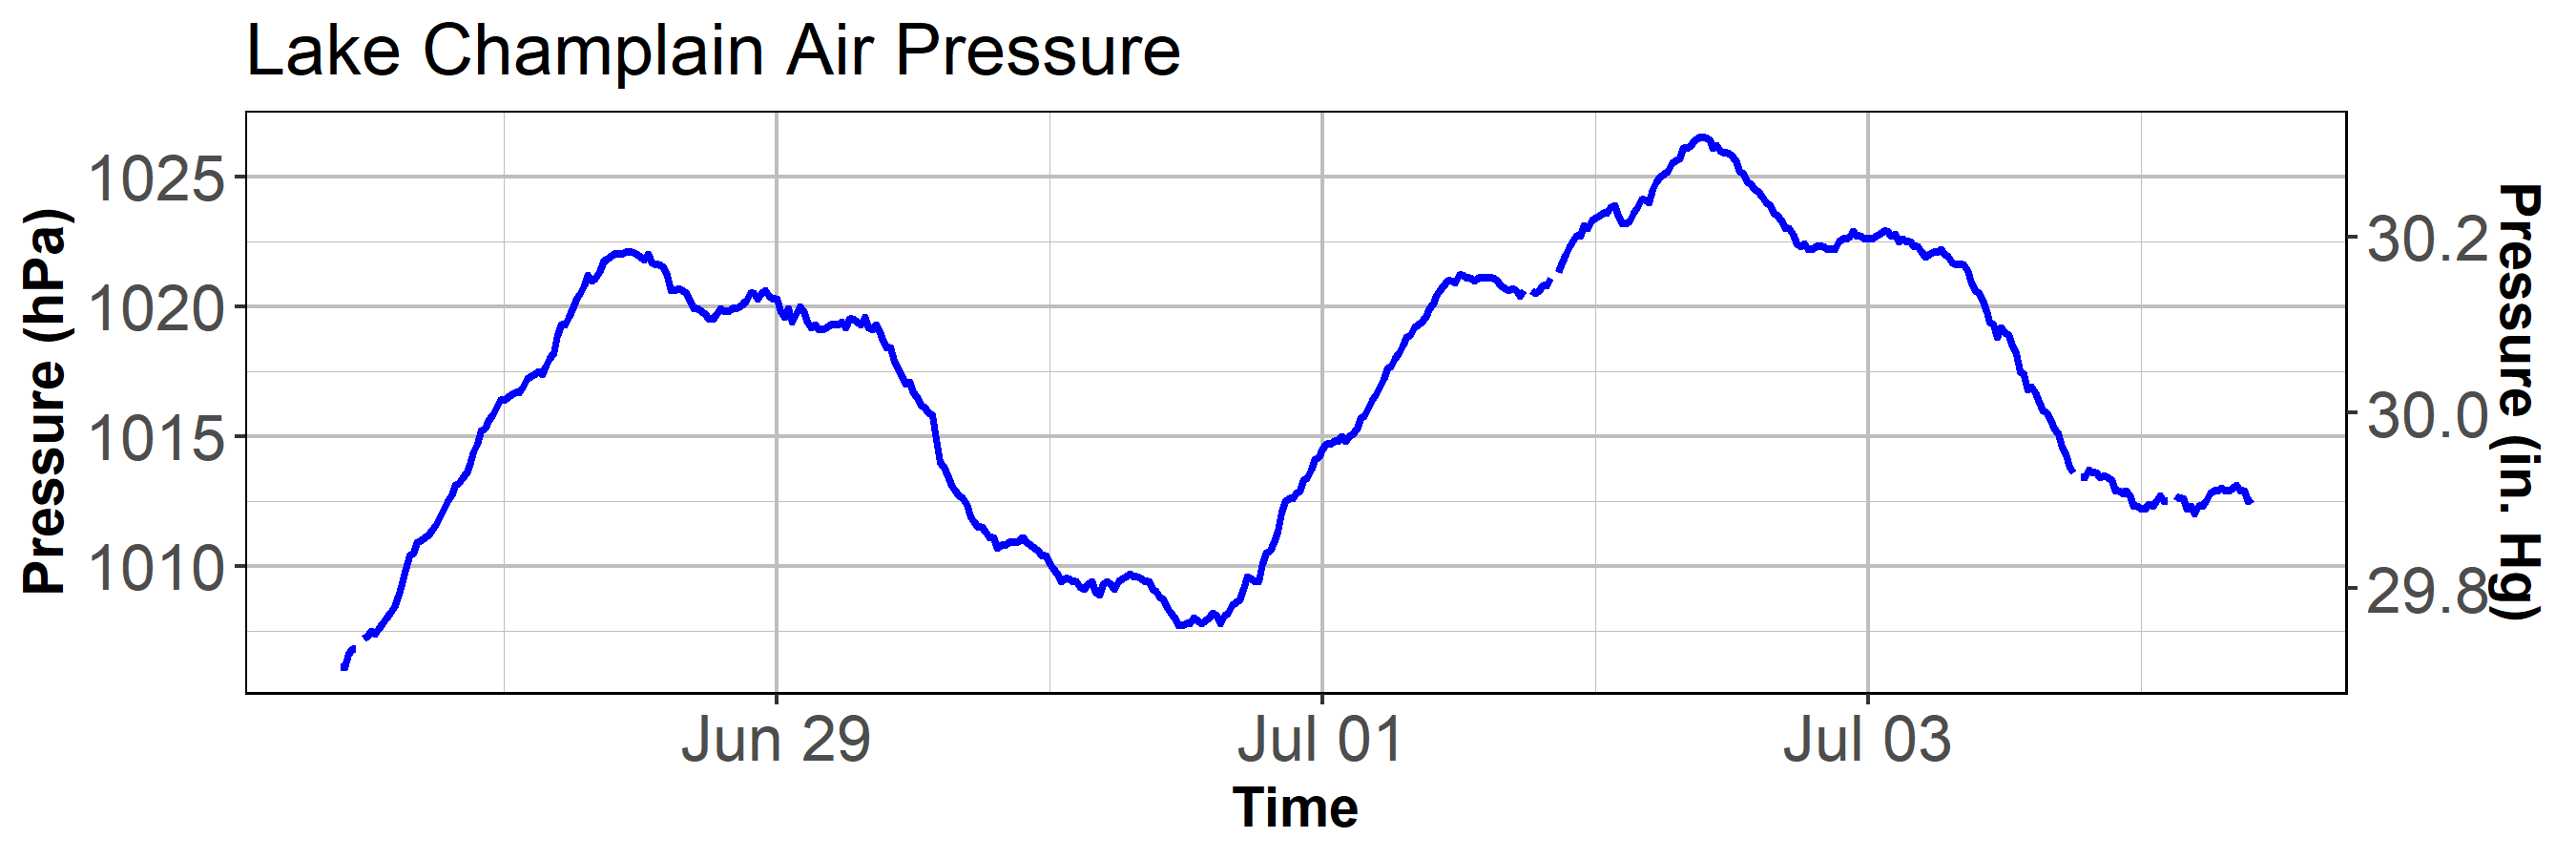 Lake Champlain Air Pressure
Pressure (hPa)
1025
1020
1015
1010
30.2
30.0
29.8
Pressure (in. Hg)
Jun 29
Jul 01
Jul 03
Time